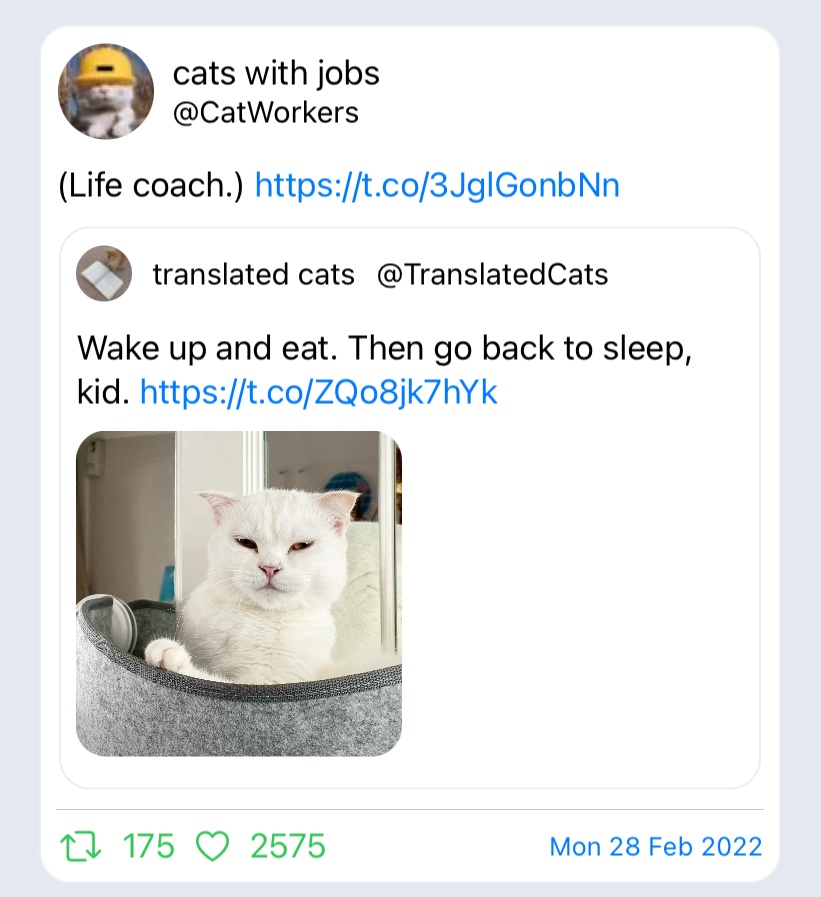 cats with jobs
@CatWorkers
(Life coach.) https://t.co/3JglGonbNn
translated cats @TranslatedCats
Wake up and eat. Then go back to sleep,
kid. https://t.co/ZQo8jk7hYk
175 2575 Mon 28 Feb 2022